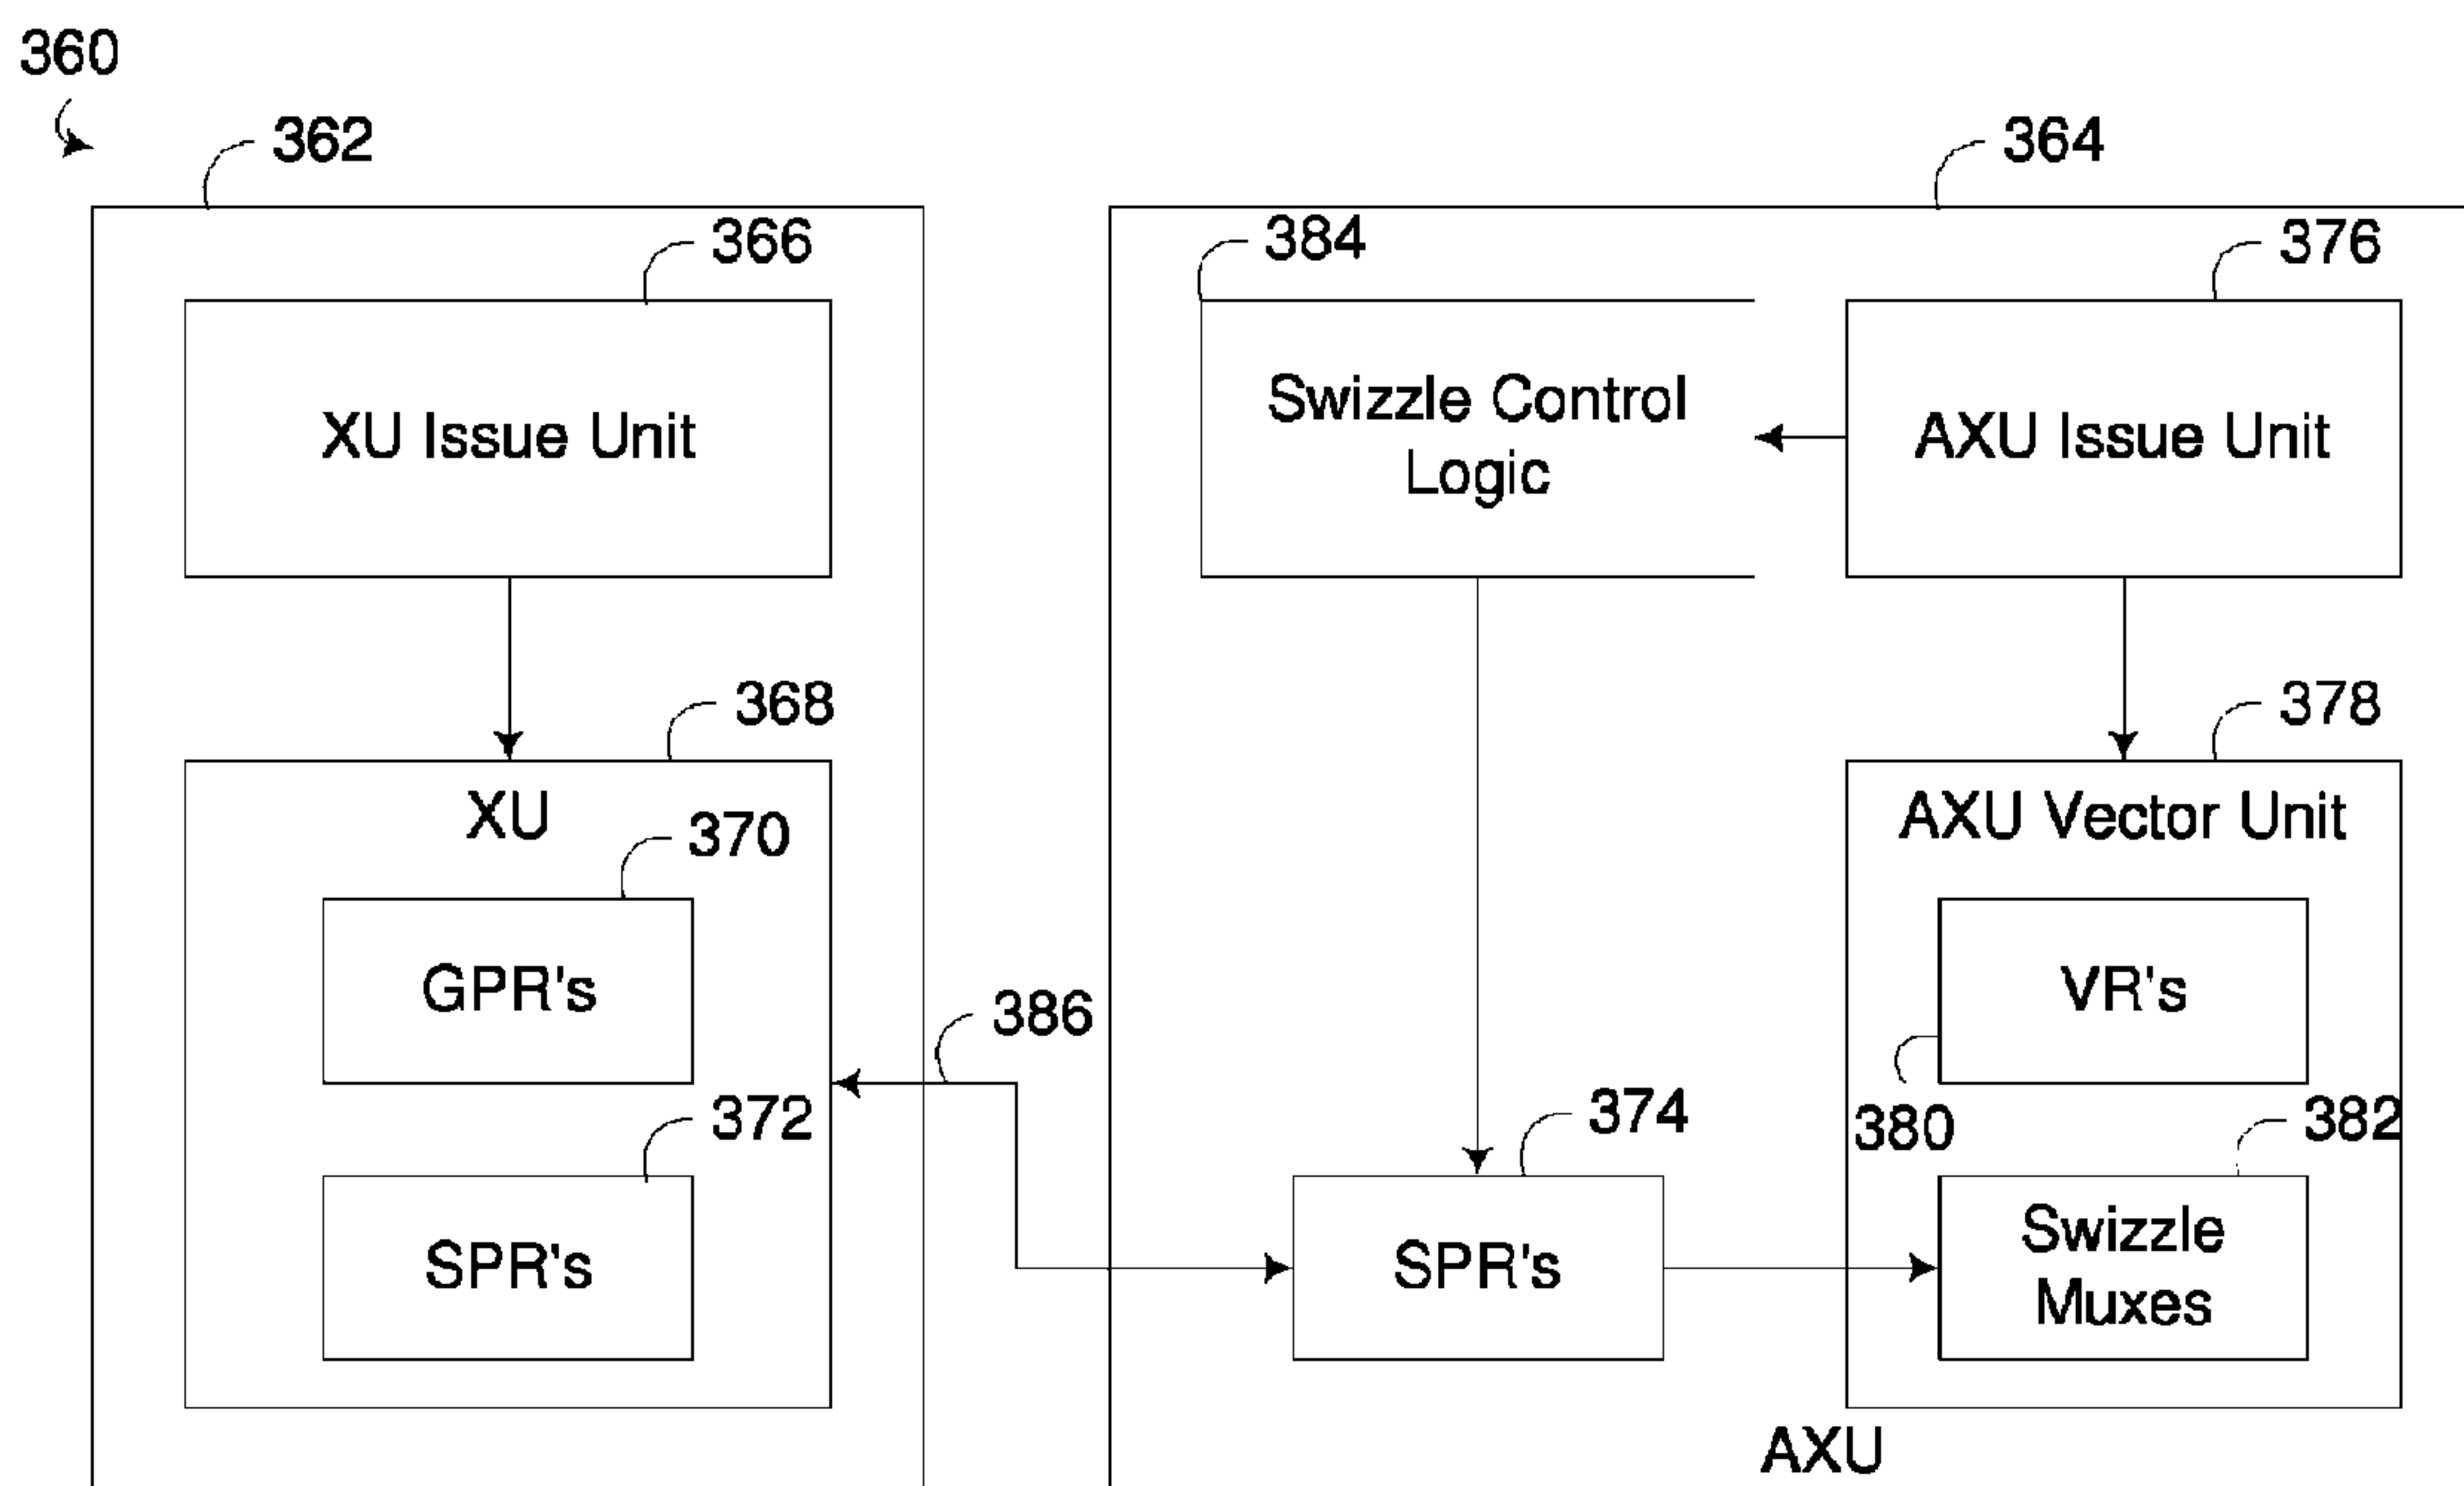 360
362
364
366
384
376
XU Issue Unit
Swizzle Control
Logic
AXU Issue Unit
368
378
XU
AXU Vector Unit
370
GPR's
VR's
386
372
374
380
382
SPR's
SPR's
Swizzle
Muxes
AXU